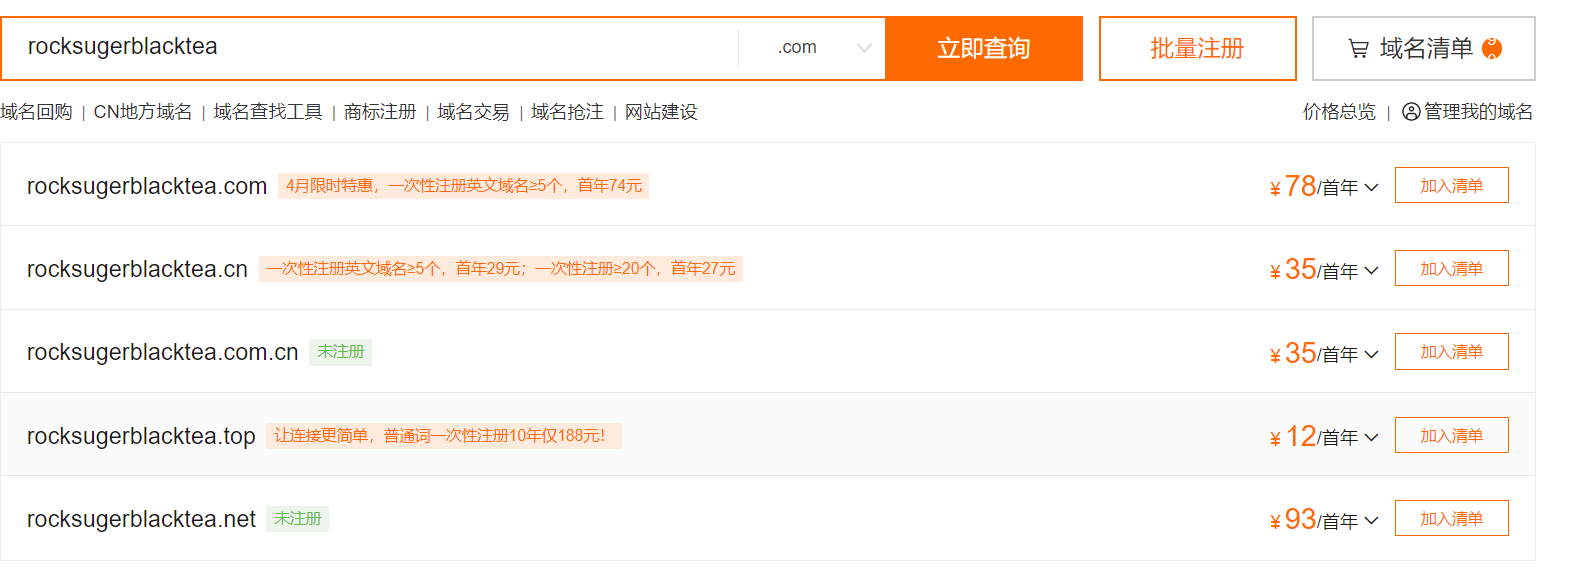 rocksugerblacktea .com 立即查询 批量注册 域名清单
域名回购 | CN地方域名 | 域名查找工具 | 商标注册 | 域名交易 | 域名抢注 | 网站建设 价格总览 | 管理我的域名
rocksugerblacktea.com 4月限时特惠，一次性注册英文域名≥5个，首年74元 ¥78/首年 加入清单
rocksugerblacktea.cn 一次性注册英文域名≥5个，首年29元；一次性注册≥20个，首年27元 ¥35/首年 加入清单
rocksugerblacktea.com.cn 未注册 ¥35/首年 加入清单
rocksugerblacktea.top 让连接更简单，普通词一次性注册10年仅188元！ ¥12/首年 加入清单
rocksugerblacktea.net 未注册 ¥93/首年 加入清单